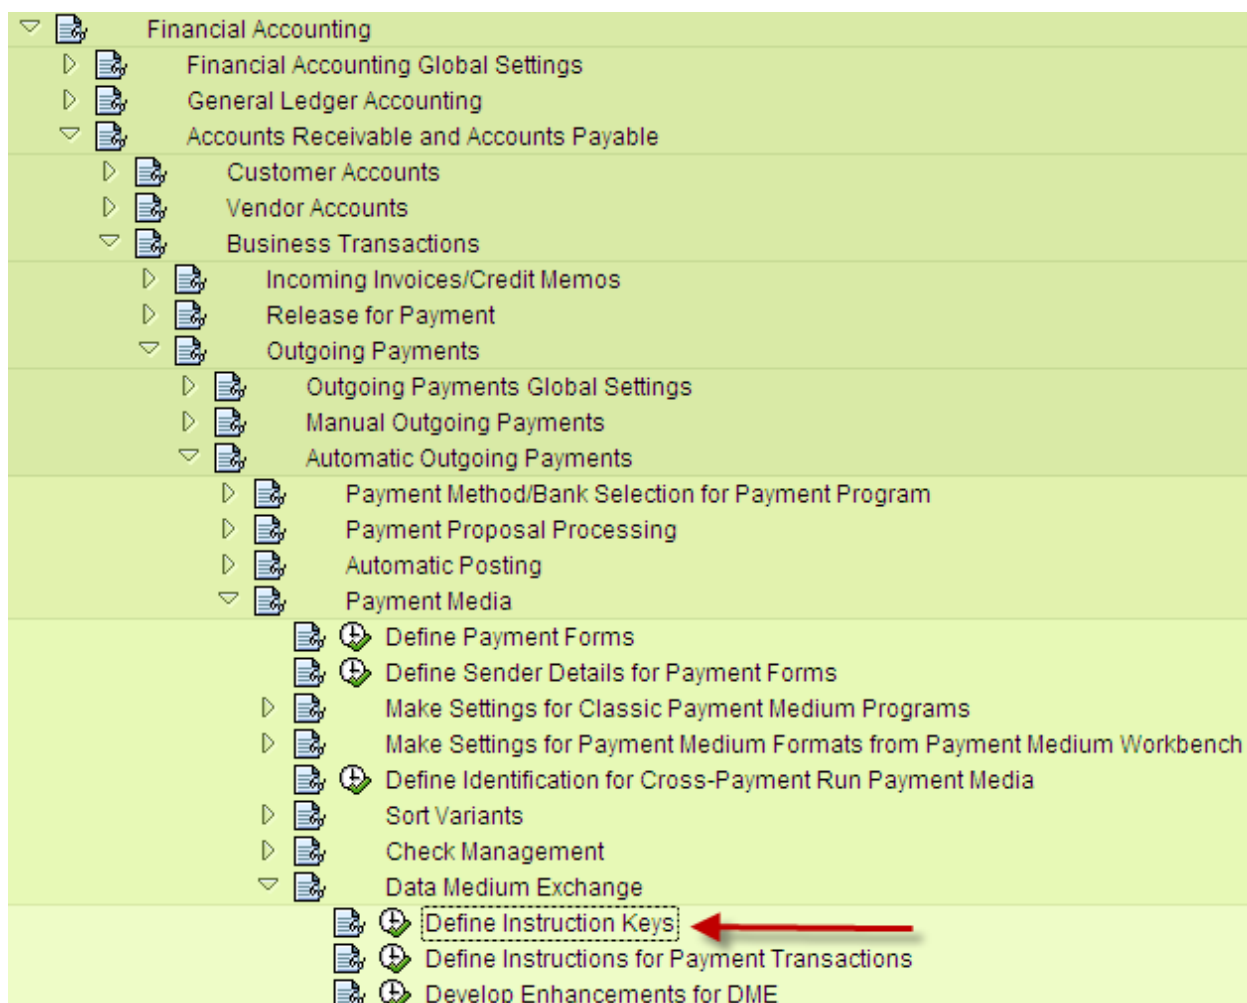 Financial Accounting
Financial Accounting Global Settings
General Ledger Accounting
Accounts Receivable and Accounts Payable
Customer Accounts
Vendor Accounts
Business Transactions
Incoming Invoices/Credit Memos
Release for Payment
Outgoing Payments
Outgoing Payments Global Settings
Manual Outgoing Payments
Automatic Outgoing Payments
Payment Method/Bank Selection for Payment Program
Payment Proposal Processing
Automatic Posting
Payment Media
Define Payment Forms
Define Sender Details for Payment Forms
Make Settings for Classic Payment Medium Programs
Make Settings for Payment Medium Formats from Payment Medium Workbench
Define Identification for Cross-Payment Run Payment Media
Sort Variants
Check Management
Data Medium Exchange
Define Instruction Keys
Define Instructions for Payment Transactions
Develop Enhancements for DME